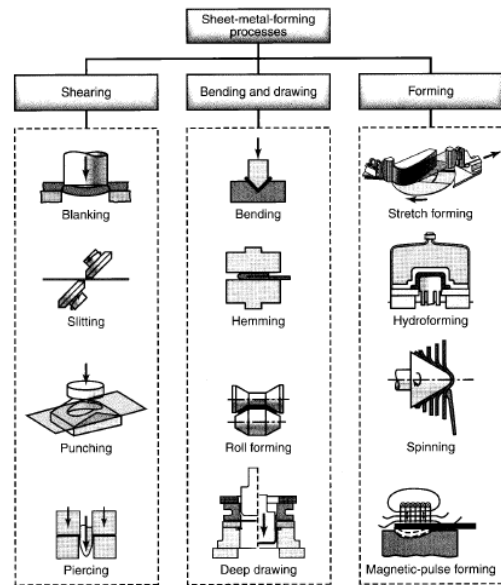 Sheet-metal-forming
processes
Shearing
Bending and drawing
Forming
Blanking
Bending
Stretch forming
Slitting
Hemming
Hydroforming
Punching
Roll forming
Spinning
Piercing
Deep drawing
Magnetic-pulse forming